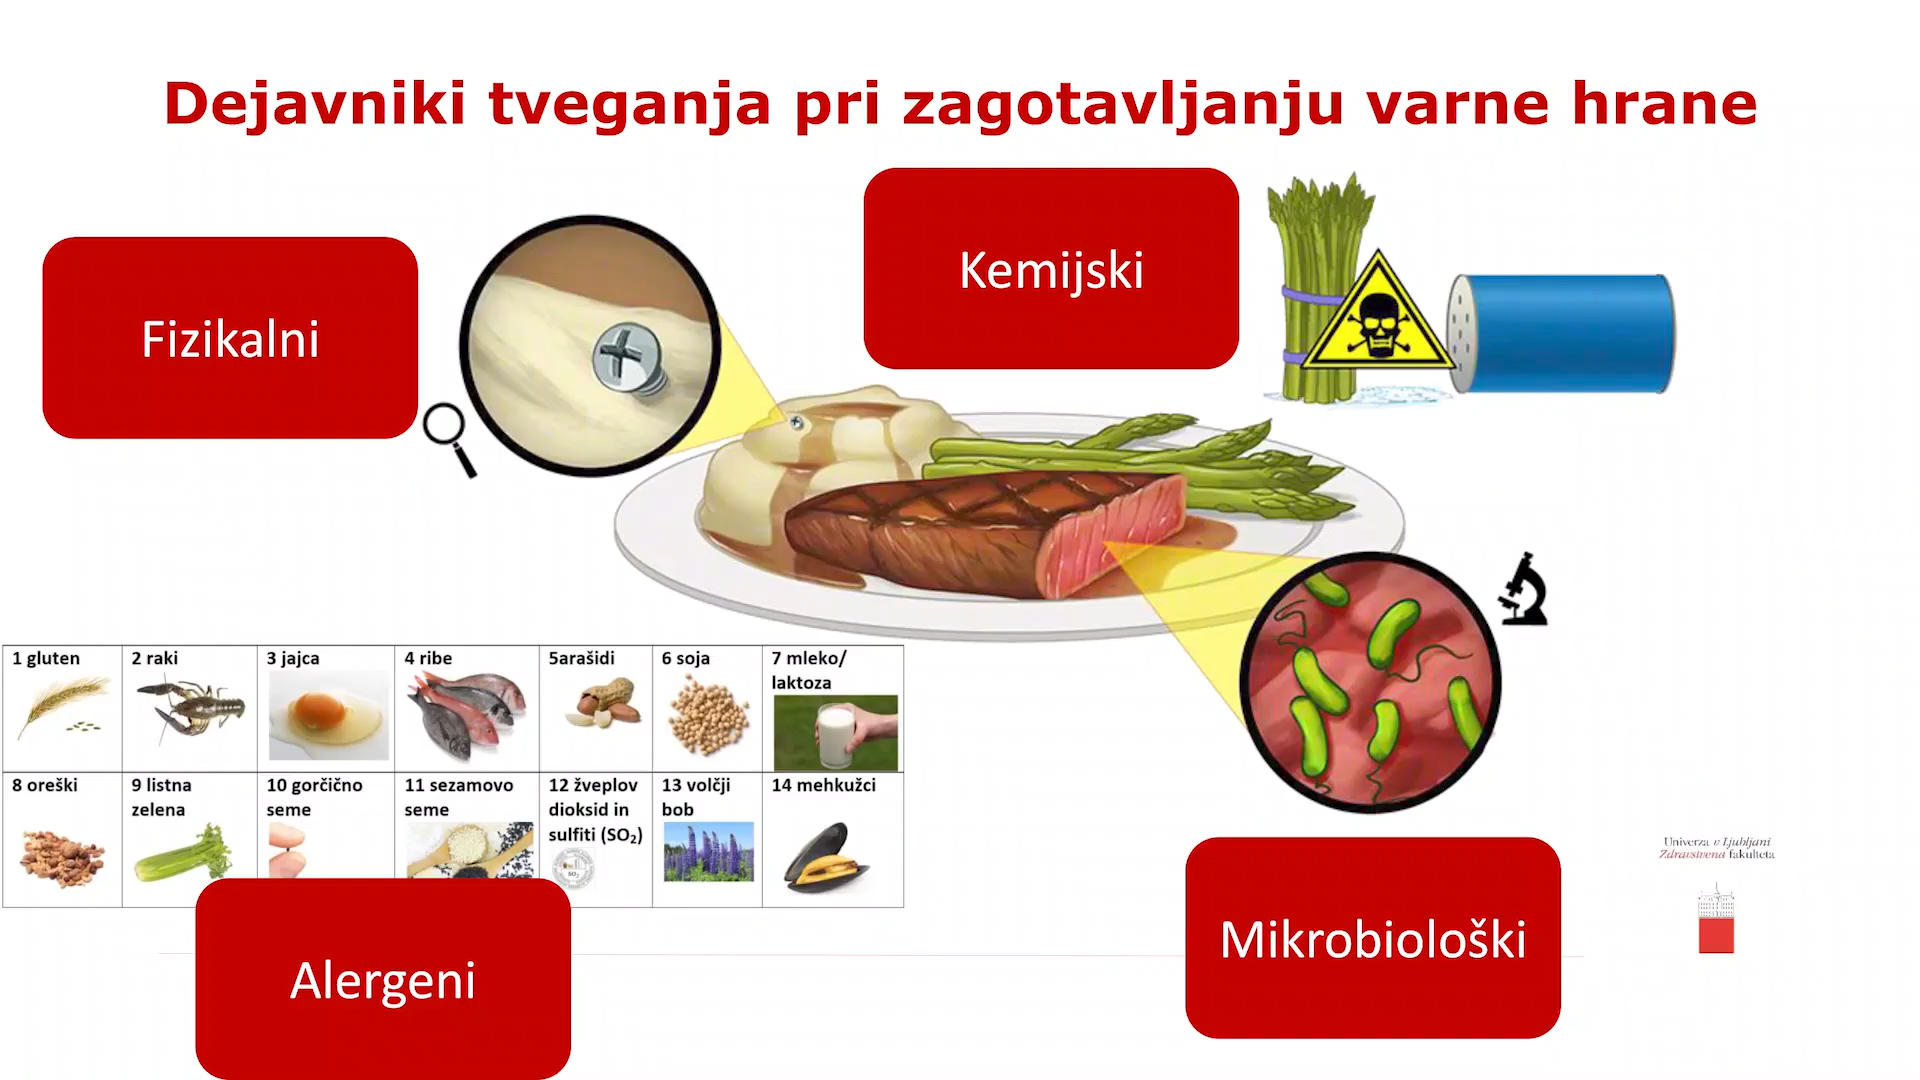 Dejavniki tveganja pri zagotavljanju varne hrane
Kemijski
Fizikalni
1 gluten
2 raki
3 jajca
4 ribe
5arašidi
6 soja
7 mleko/
laktoza
8 oreški
9 listna
zelena
10 gorčično
seme
11 sezamovo
seme
12 žveplov
dioksid in
sulfiti (SO₂)
13 volčji
bob
14 mehkužci
SO₂
Alergeni
Mikrobiološki
Univerza v Ljubljani
Zdravstvena fakulteta